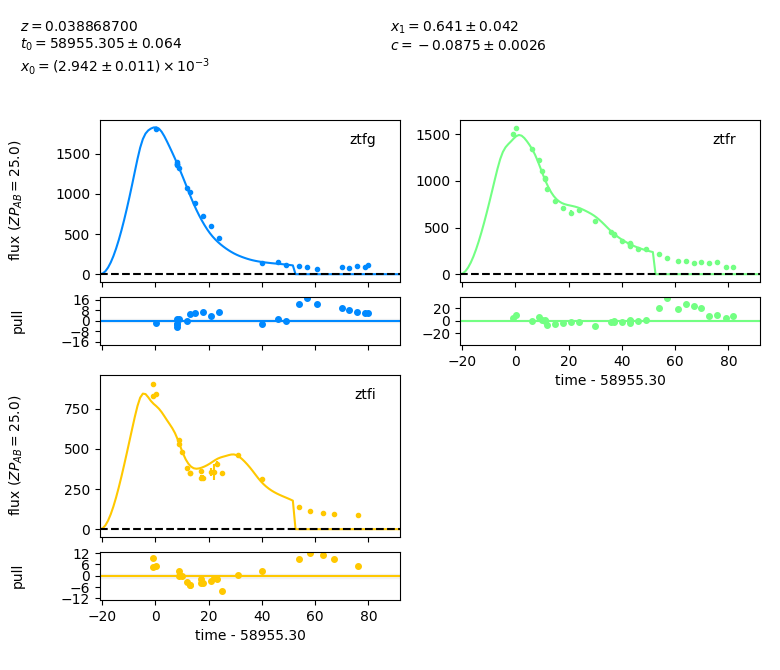 z = 0.038868700
t₀ = 58955.305 ± 0.064
x₀ = (2.942 ± 0.011) × 10⁻³
x₁ = 0.641 ± 0.042
c = −0.0875 ± 0.0026
flux (ZP_AB = 25.0)
ztfg
1500
1000
500
0
ztfr
1500
1000
500
0
pull
16
8
0
−8
−16
20
0
−20
−20 0 20 40 60 80
time - 58955.30
flux (ZP_AB = 25.0)
ztfi
750
500
250
0
pull
12
6
0
−6
−12
−20 0 20 40 60 80
time - 58955.30